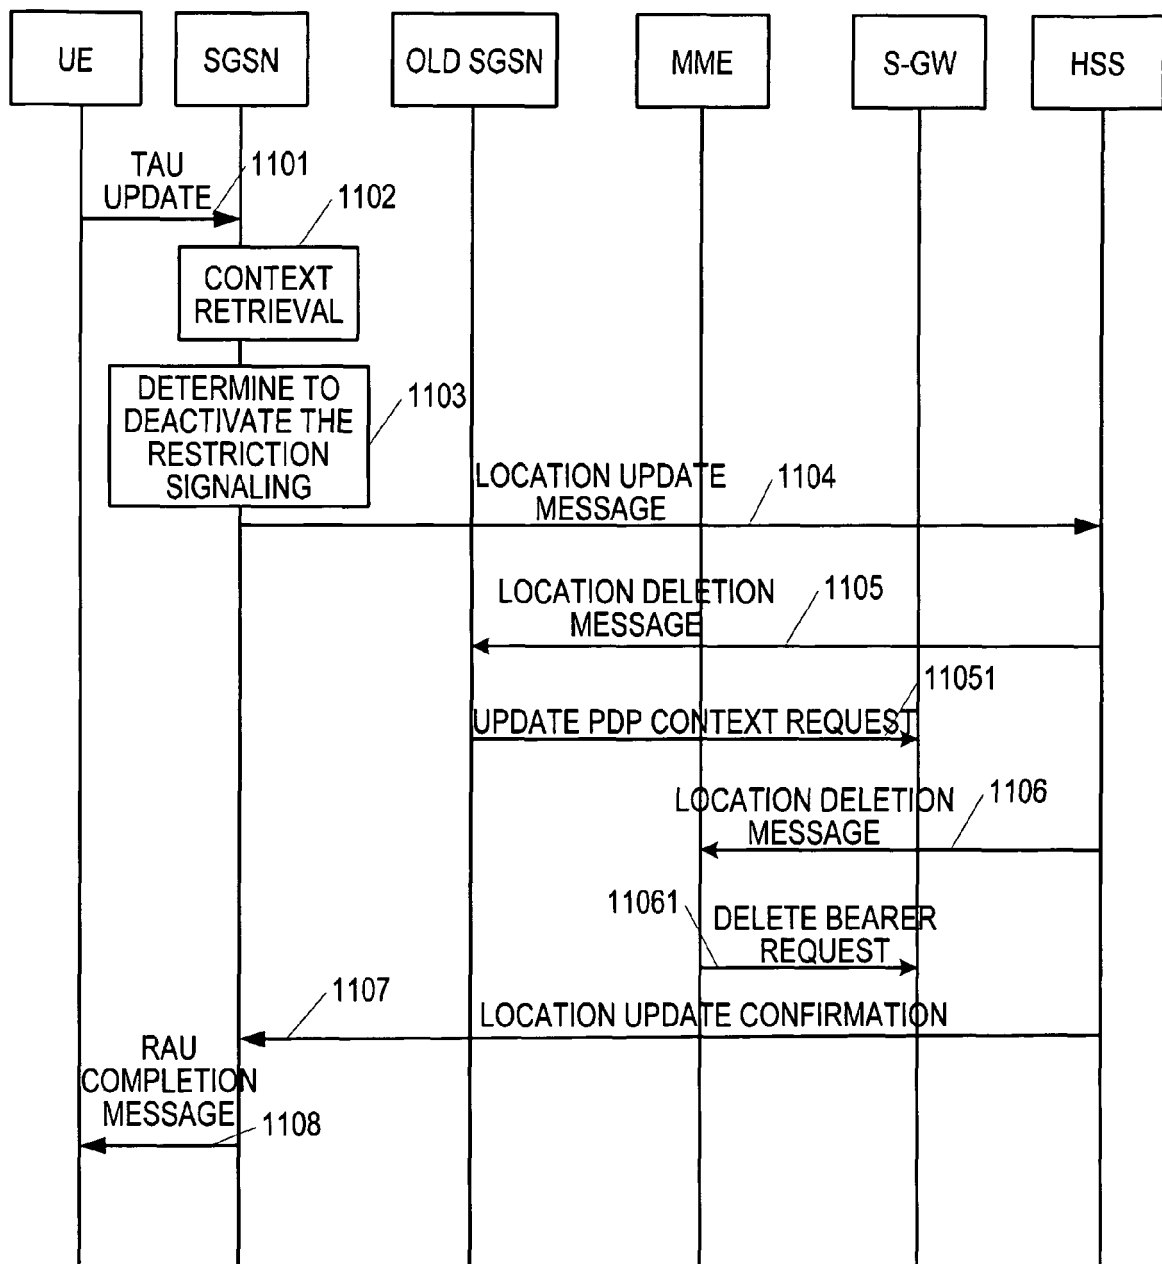 UE
SGSN
OLD SGSN
MME
S-GW
HSS
TAU
UPDATE
1101
1102
CONTEXT
RETRIEVAL
DETERMINE TO
DEACTIVATE THE
RESTRICTION
SIGNALING
1103
LOCATION UPDATE
MESSAGE
1104
LOCATION DELETION
MESSAGE
1105
11051
UPDATE PDP CONTEXT REQUEST
LOCATION DELETION
MESSAGE
1106
11061
DELETE BEARER
REQUEST
1107
LOCATION UPDATE CONFIRMATION
RAU
COMPLETION
MESSAGE
1108